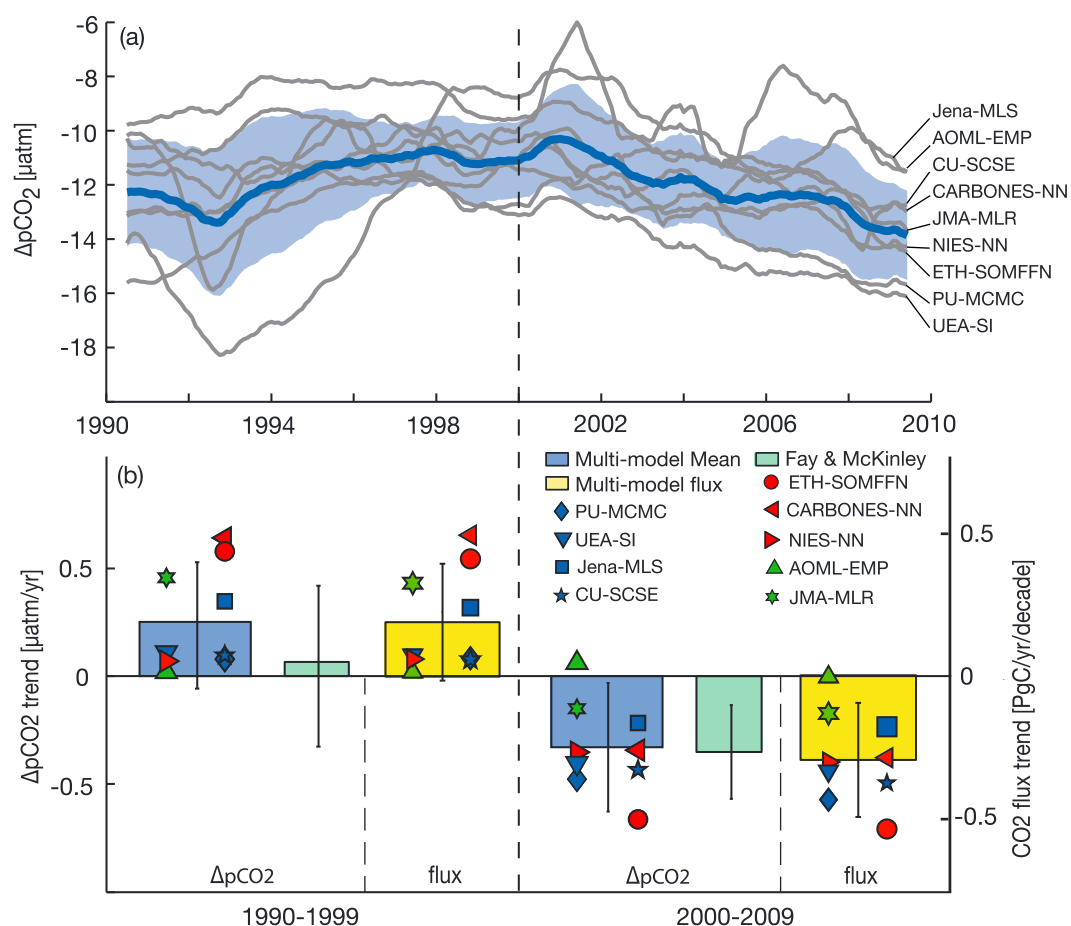 (a)
ΔpCO2 [µatm]
-6
-8
-10
-12
-14
-16
-18
Jena-MLS
AOML-EMP
CU-SCSE
CARBONES-NN
JMA-MLR
NIES-NN
ETH-SOMFFN
PU-MCMC
UEA-SI
1990
1994
1998
2002
2006
2010
(b)
Multi-model Mean
Fay & McKinley
Multi-model flux
ETH-SOMFFN
PU-MCMC
CARBONES-NN
UEA-SI
NIES-NN
Jena-MLS
AOML-EMP
CU-SCSE
JMA-MLR
ΔpCO2 trend [µatm/yr]
0.5
0
-0.5
CO2 flux trend [PgC/yr/decade]
0.5
0
-0.5
ΔpCO2
flux
ΔpCO2
flux
1990-1999
2000-2009